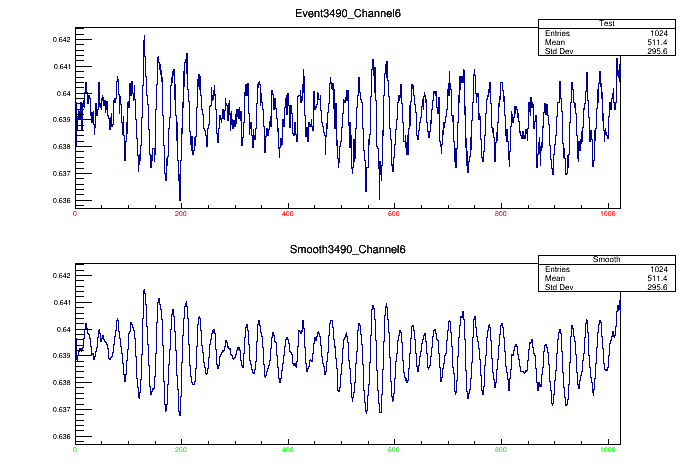 Event3490_Channel6
Test
Entries 1024
Mean 511.4
Std Dev 295.6
0.642
0.641
0.64
0.639
0.638
0.637
0.636
0 200 400 600 800 1000
Smooth3490_Channel6
Smooth
Entries 1024
Mean 511.4
Std Dev 295.6
0.642
0.641
0.64
0.639
0.638
0.637
0.636
0 200 400 600 800 1000